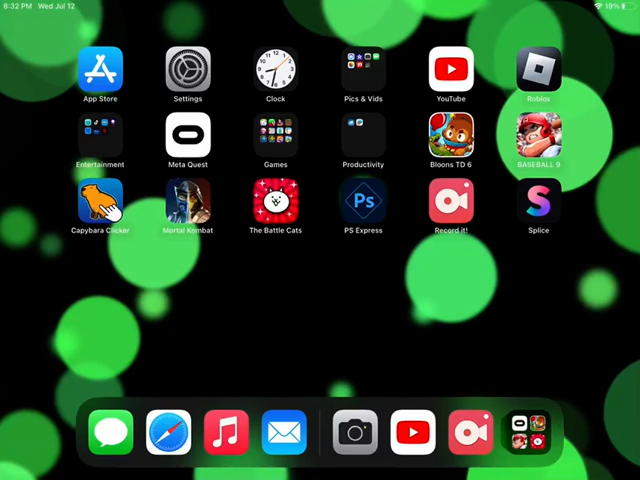 8:32 PM Wed Jul 12 19%
App Store Settings Clock Pics & Vids YouTube Roblox
Entertainment Meta Quest Games Productivity Bloons TD 6 BASEBALL 9
Capybara Clicker Mortal Kombat The Battle Cats PS Express Record it! Splice
Ps